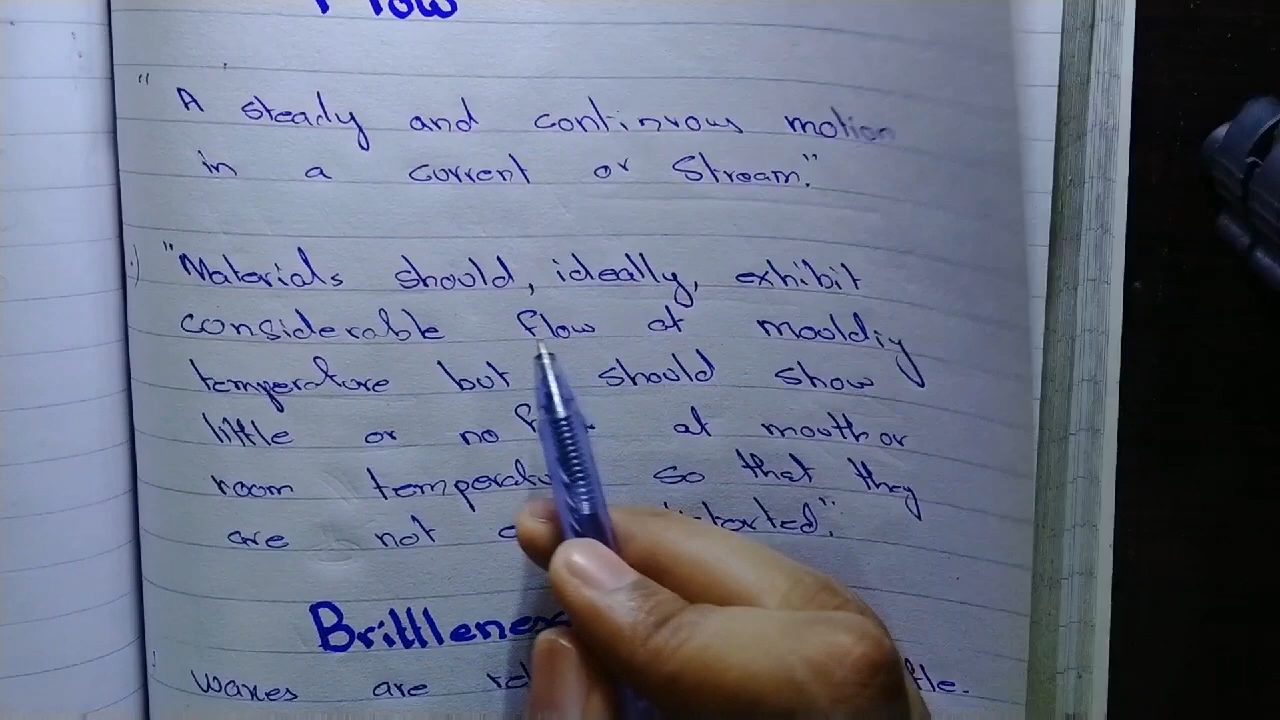 Flow
" A steady and continuous motion
in a current or Stream."
:) "Materials should, ideally, exhibit
considerable flow at mouldiy
temperature but should show
little or no at mouth or
room so that they
are not
Brittleness
Waxes are